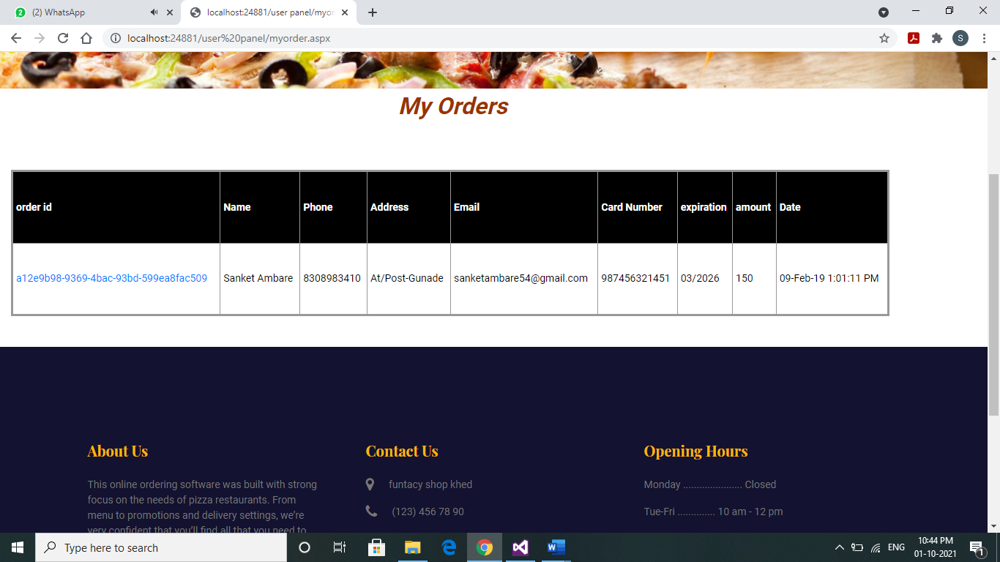 (2) WhatsApp
localhost:24881/user panel/myor
localhost:24881/user%20panel/myorder.aspx
S
My Orders
order id Name Phone Address Email Card Number expiration amount Date
a12e9b98-9369-4bac-93bd-599ea8fac509 Sanket Ambare 8308983410 At/Post-Gunade sanketambare54@gmail.com 987456321451 03/2026 150 09-Feb-19 1:01:11 PM
About Us
This online ordering software was built with strong
focus on the needs of pizza restaurants. From
menu to promotions and delivery settings, we're
very confident that you'll find all that you need to
Contact Us
funtacy shop khed
(123) 456 78 90
Opening Hours
Monday ...................... Closed
Tue-Fri .............. 10 am - 12 pm
Type here to search
ENG
10:44 PM
01-10-2021
1